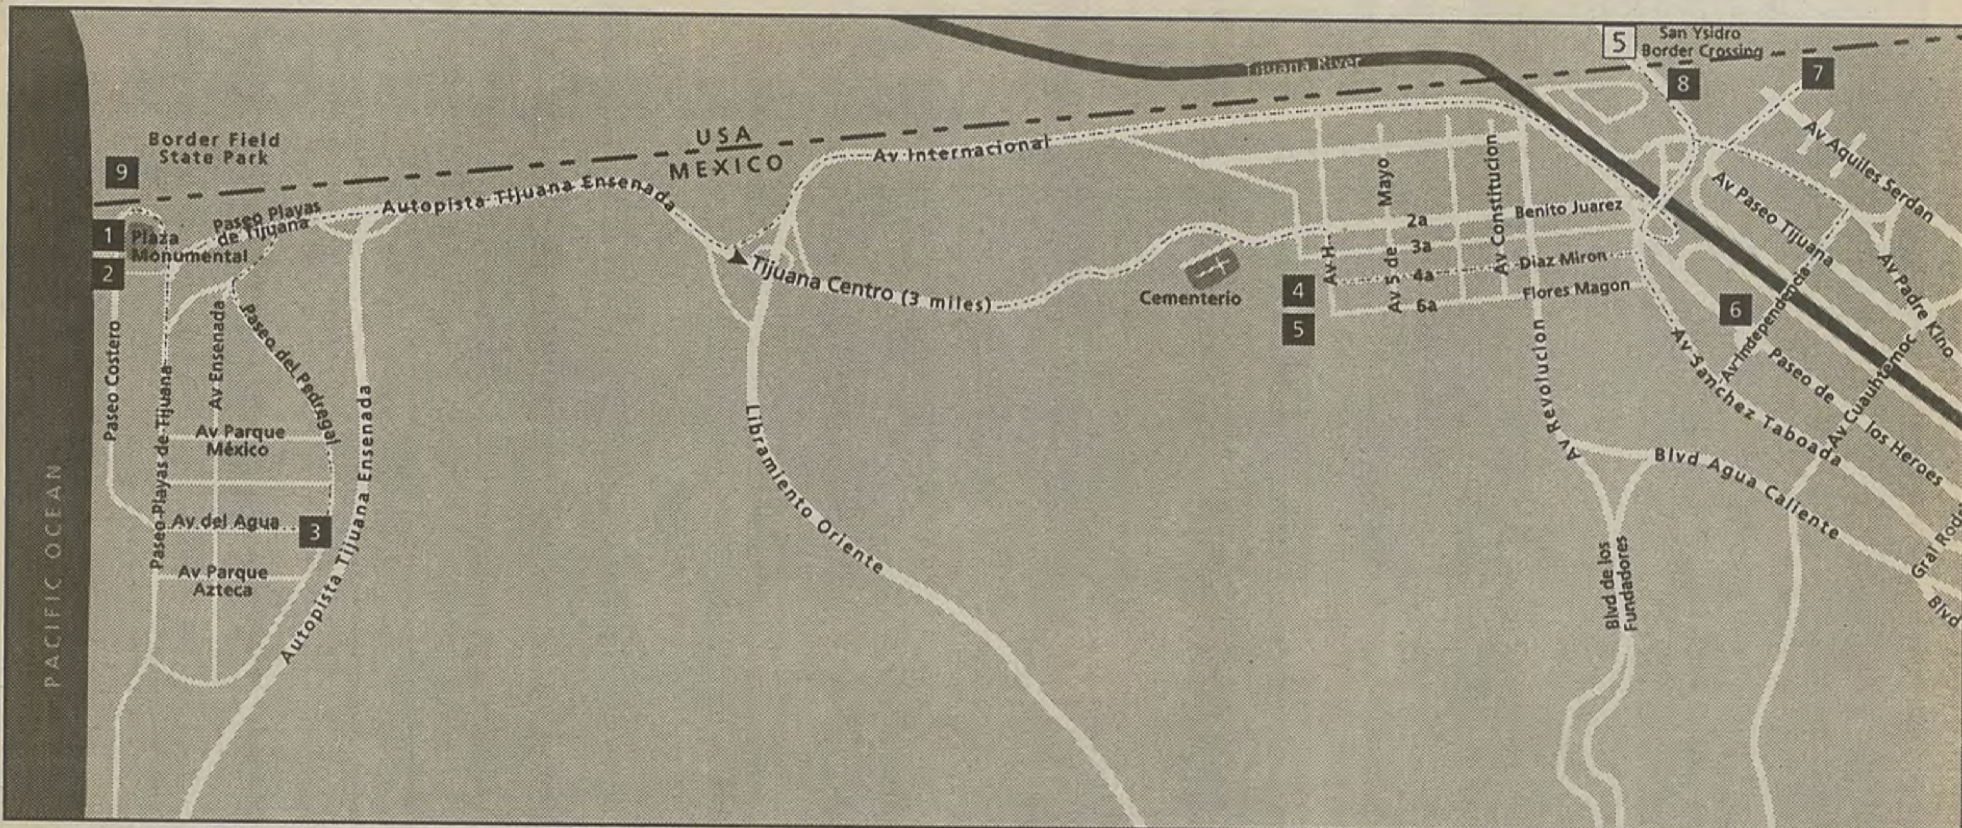 5
San Ysidro
Border Crossing
Tijuana River
7
8
USA
MEXICO
Border Field
State Park
9
Av Internacional
Av Aquiles Serdan
Mayo
Av 5 de
Av Constitucion
Av Paseo Tijuana
Autopista Tijuana Ensenada
Paseo Playas
de Tijuana
1
Plaza
Monumental
2
2a
Benito Juarez
3a
Av H
4a
Diaz Miron
6a
Flores Magon
Tijuana Centro (3 miles)
Cementerio
4
5
6
Av Independencia
Av Padre Kino
Av Cuauhtemoc
Av Sanchez Taboada
Paseo de los Heroes
Av Revolucion
Blvd Agua Caliente
Paseo Costero
Paseo Playas de Tijuana
Av Ensenada
Paseo del Pedregal
Autopista Tijuana Ensenada
Av Parque
México
Av del Agua
3
Av Parque
Azteca
Libramiento Oriente
Blvd de los
Fundadores
Gral
Blvd
PACIFIC OCEAN